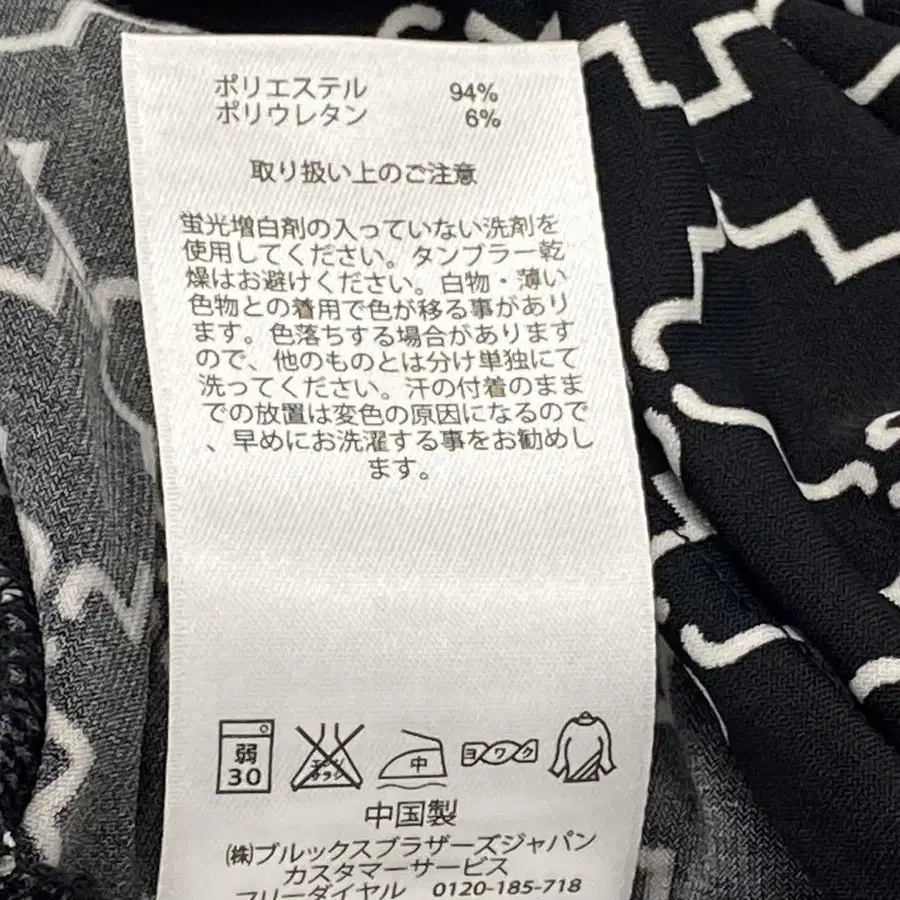 ポリエステル 94%
ポリウレタン 6%
取り扱い上のご注意
蛍光増白剤の入っていない洗剤を
使用してください。タンブラー乾
燥はお避けください。白物・薄い
色物との着用で色が移る事があり
ます。色落ちする場合があります
ので、他のものとは分け単独にて
洗ってください。汗の付着のまま
での放置は変色の原因になるので
、早めにお洗濯する事をお勧めし
ます。
弱 30
エンソ サラシ
中
ヨワク
中国製
㈱ブルックスブラザーズジャパン
カスタマーサービス
フリーダイヤル 0120-185-718